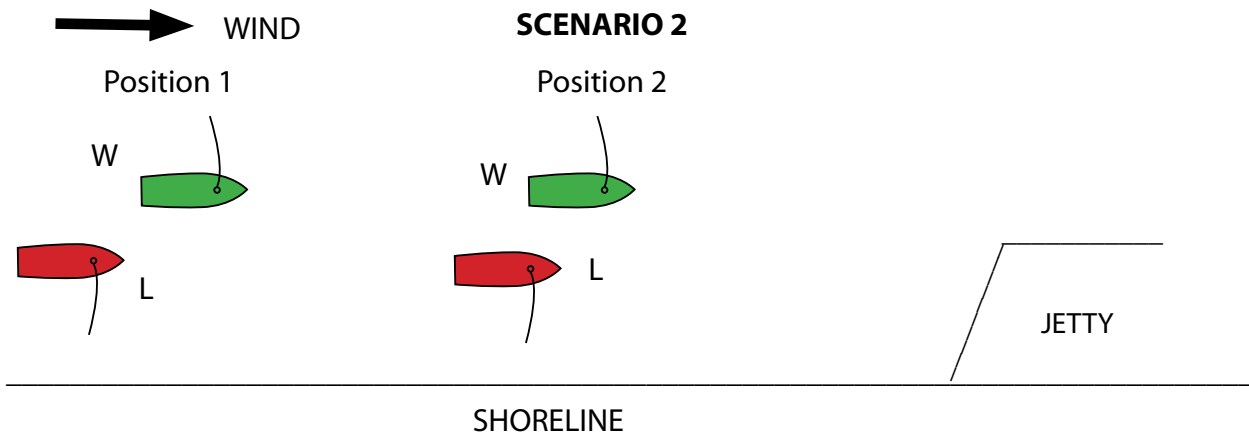 WIND
SCENARIO 2
Position 1
Position 2
W
W
L
L
JETTY
SHORELINE